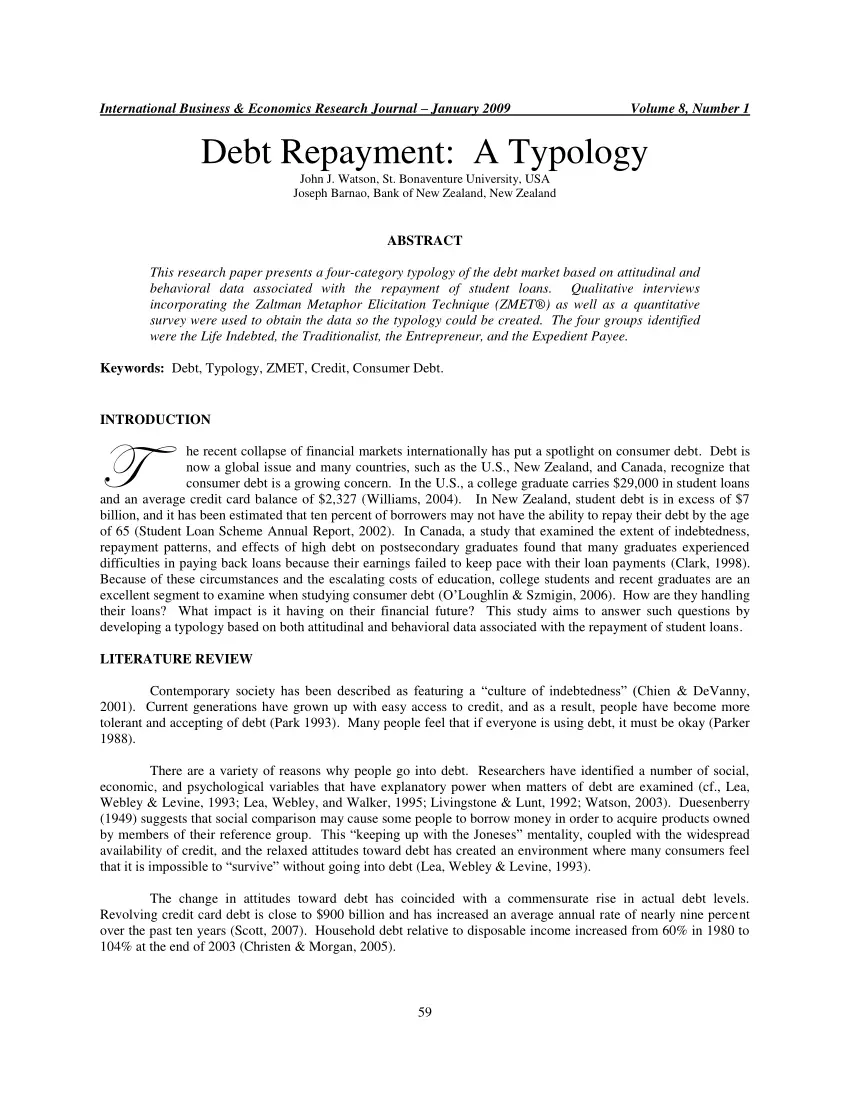 International Business & Economics Research Journal – January 2009 Volume 8, Number 1
Debt Repayment: A Typology
John J. Watson, St. Bonaventure University, USA
Joseph Barnao, Bank of New Zealand, New Zealand
ABSTRACT
This research paper presents a four-category typology of the debt market based on attitudinal and
behavioral data associated with the repayment of student loans. Qualitative interviews
incorporating the Zaltman Metaphor Elicitation Technique (ZMET®) as well as a quantitative
survey were used to obtain the data so the typology could be created. The four groups identified
were the Life Indebted, the Traditionalist, the Entrepreneur, and the Expedient Payee.
Keywords: Debt, Typology, ZMET, Credit, Consumer Debt.
INTRODUCTION
The recent collapse of financial markets internationally has put a spotlight on consumer debt. Debt is
now a global issue and many countries, such as the U.S., New Zealand, and Canada, recognize that
consumer debt is a growing concern. In the U.S., a college graduate carries $29,000 in student loans
and an average credit card balance of $2,327 (Williams, 2004). In New Zealand, student debt is in excess of $7
billion, and it has been estimated that ten percent of borrowers may not have the ability to repay their debt by the age
of 65 (Student Loan Scheme Annual Report, 2002). In Canada, a study that examined the extent of indebtedness,
repayment patterns, and effects of high debt on postsecondary graduates found that many graduates experienced
difficulties in paying back loans because their earnings failed to keep pace with their loan payments (Clark, 1998).
Because of these circumstances and the escalating costs of education, college students and recent graduates are an
excellent segment to examine when studying consumer debt (O’Loughlin & Szmigin, 2006). How are they handling
their loans? What impact is it having on their financial future? This study aims to answer such questions by
developing a typology based on both attitudinal and behavioral data associated with the repayment of student loans.
LITERATURE REVIEW
Contemporary society has been described as featuring a “culture of indebtedness” (Chien & DeVanny,
2001). Current generations have grown up with easy access to credit, and as a result, people have become more
tolerant and accepting of debt (Park 1993). Many people feel that if everyone is using debt, it must be okay (Parker
1988).
There are a variety of reasons why people go into debt. Researchers have identified a number of social,
economic, and psychological variables that have explanatory power when matters of debt are examined (cf., Lea,
Webley & Levine, 1993; Lea, Webley, and Walker, 1995; Livingstone & Lunt, 1992; Watson, 2003). Duesenberry
(1949) suggests that social comparison may cause some people to borrow money in order to acquire products owned
by members of their reference group. This “keeping up with the Joneses” mentality, coupled with the widespread
availability of credit, and the relaxed attitudes toward debt has created an environment where many consumers feel
that it is impossible to “survive” without going into debt (Lea, Webley & Levine, 1993).
The change in attitudes toward debt has coincided with a commensurate rise in actual debt levels.
Revolving credit card debt is close to $900 billion and has increased an average annual rate of nearly nine percent
over the past ten years (Scott, 2007). Household debt relative to disposable income increased from 60% in 1980 to
104% at the end of 2003 (Christen & Morgan, 2005).
59